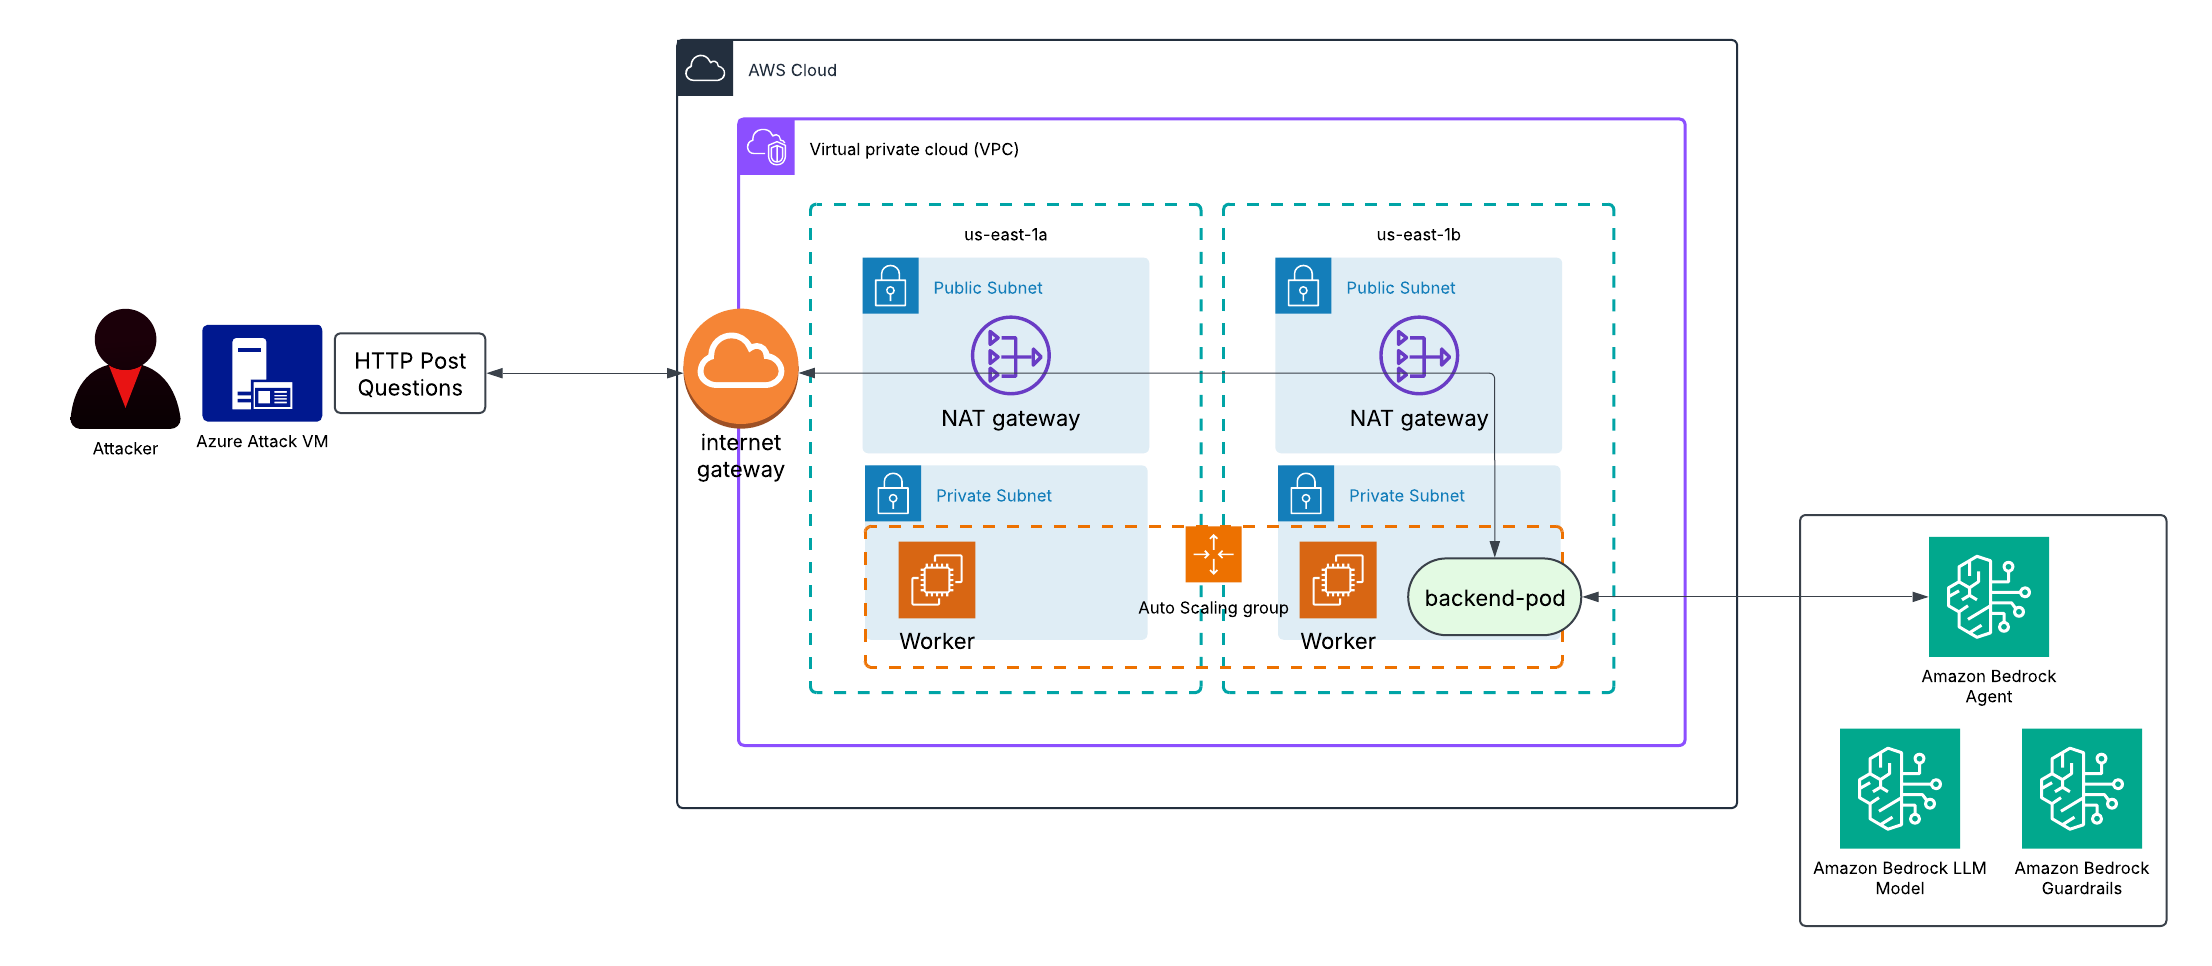 AWS Cloud
Virtual private cloud (VPC)
us-east-1a
us-east-1b
Public Subnet
Public Subnet
NAT gateway
NAT gateway
HTTP Post
Questions
Attacker
Azure Attack VM
internet
gateway
Private Subnet
Private Subnet
Auto Scaling group
Worker
Worker
backend-pod
Amazon Bedrock
Agent
Amazon Bedrock LLM
Model
Amazon Bedrock
Guardrails